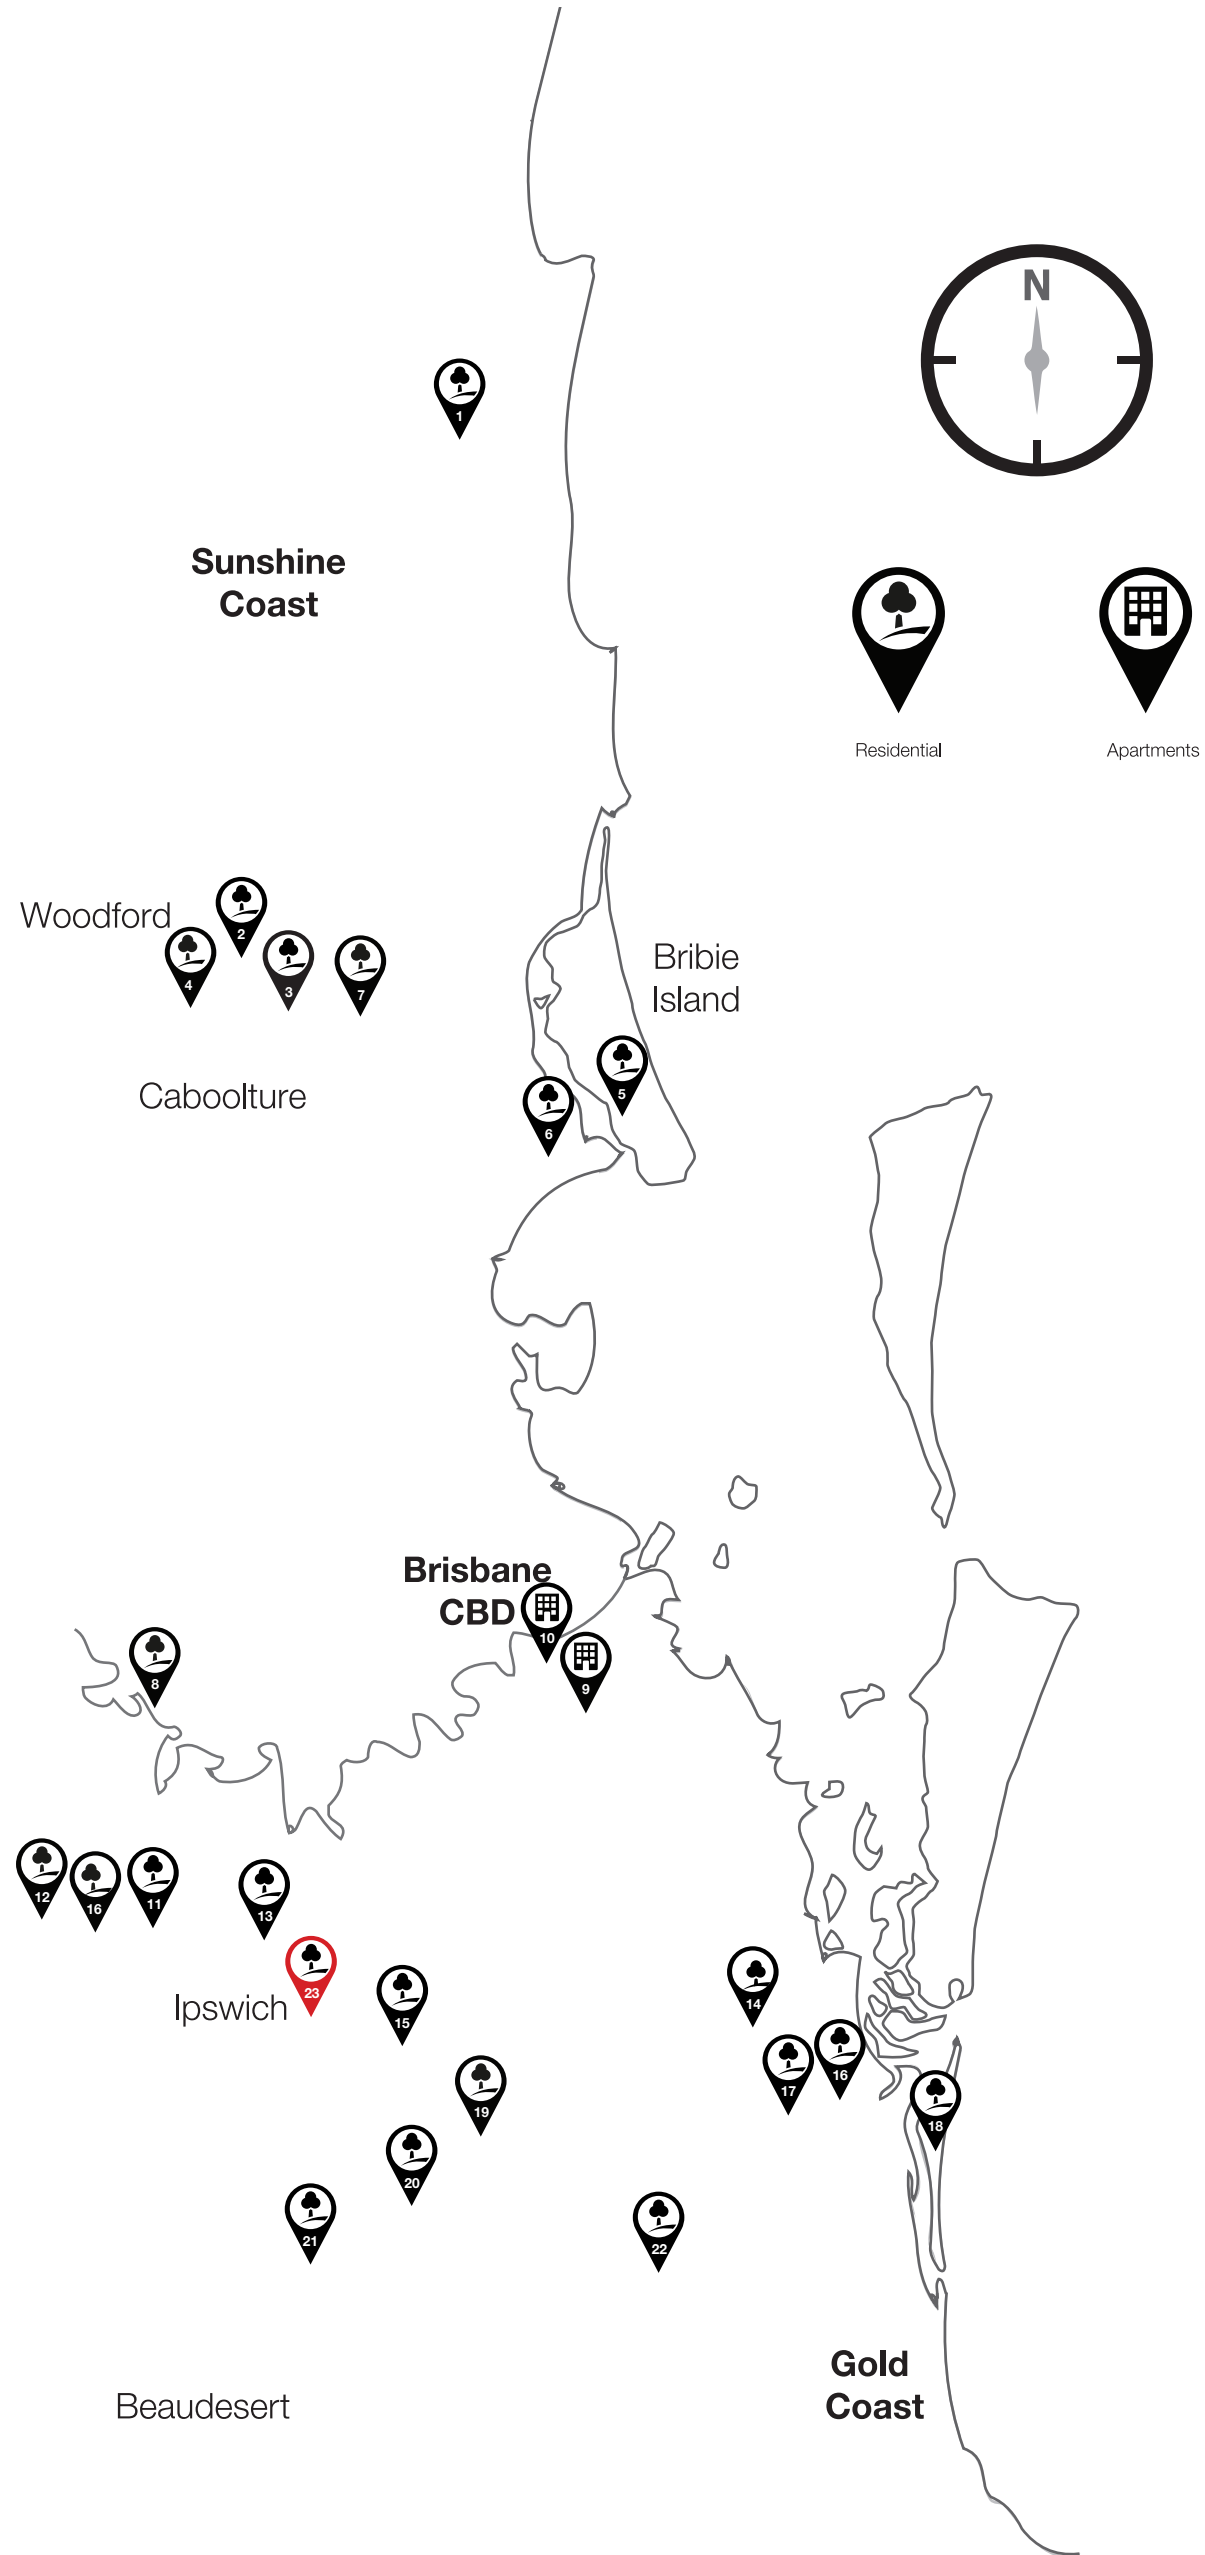 N
1
Sunshine
Coast
Residential
Apartments
Woodford
2
4
3
7
Bribie
Island
5
6
Caboolture
Brisbane
CBD
10
9
8
12
16
11
13
23
Ipswich
15
14
17
16
18
19
20
21
22
Gold
Coast
Beaudesert